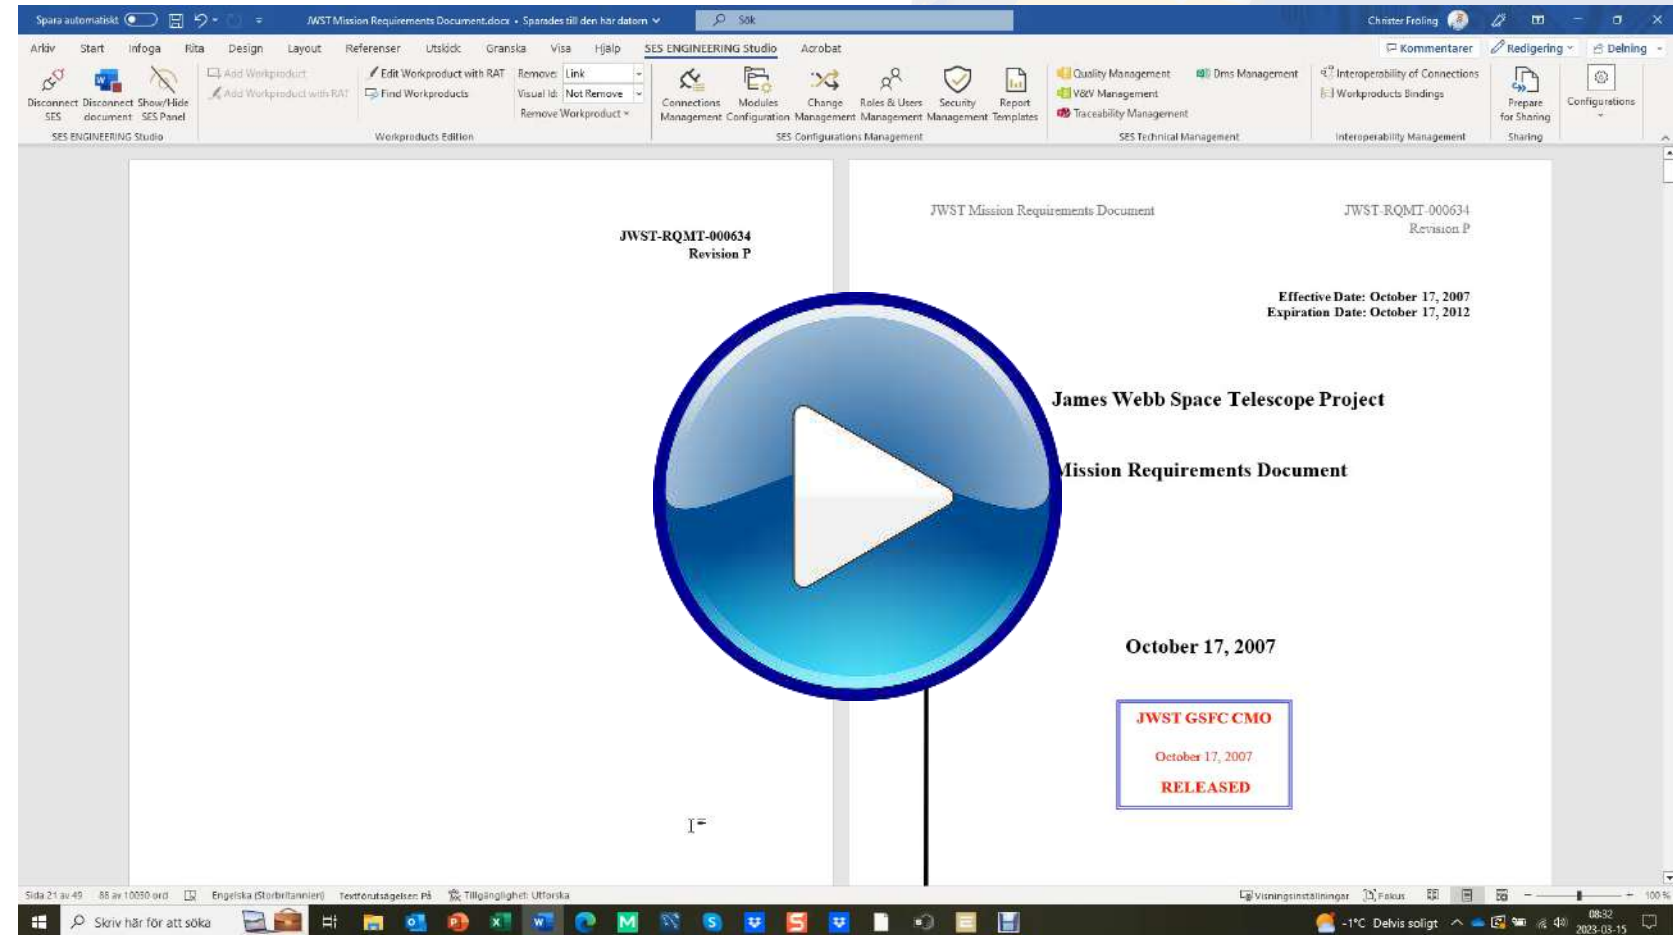 Spara automatiskt
JWST Mission Requirements Document.docx • Sparades till den här datorn
Sök
Christer Fröling
Arkiv Start Infoga Rita Design Layout Referenser Utskick Granska Visa Hjälp SES ENGINEERING Studio Acrobat
Kommentarer Redigering Delning
Disconnect SES
Disconnect document
Show/Hide SES Panel
SES ENGINEERING Studio
Add Workproduct
Add Workproduct with RAT
Edit Workproduct with RAT
Find Workproducts
Remove: Link
Visual Id: Not Remove
Remove Workproduct
Workproducts Edition
Connections Management
Modules Configuration
Change Management
Roles & Users Management
Security Management
Report Templates
SES Configurations Management
Quality Management
V&V Management
Traceability Management
Dms Management
SES Technical Management
Interoperability of Connections
Workproducts Bindings
Interoperability Management
Prepare for Sharing
Sharing
Configurations
JWST-RQMT-000634
Revision P
JWST Mission Requirements Document
JWST-RQMT-000634
Revision P
Effective Date: October 17, 2007
Expiration Date: October 17, 2012
James Webb Space Telescope Project
Mission Requirements Document
October 17, 2007
JWST GSFC CMO
October 17, 2007
RELEASED
Sida 21 av 49 88 av 10030 ord Engelska (Storbritannien) Textförutsägelser: På Tillgänglighet: Utforska
Visningsinställningar Fokus 100 %
Skriv här för att söka
-1°C Delvis soligt
08:32
2023-03-15